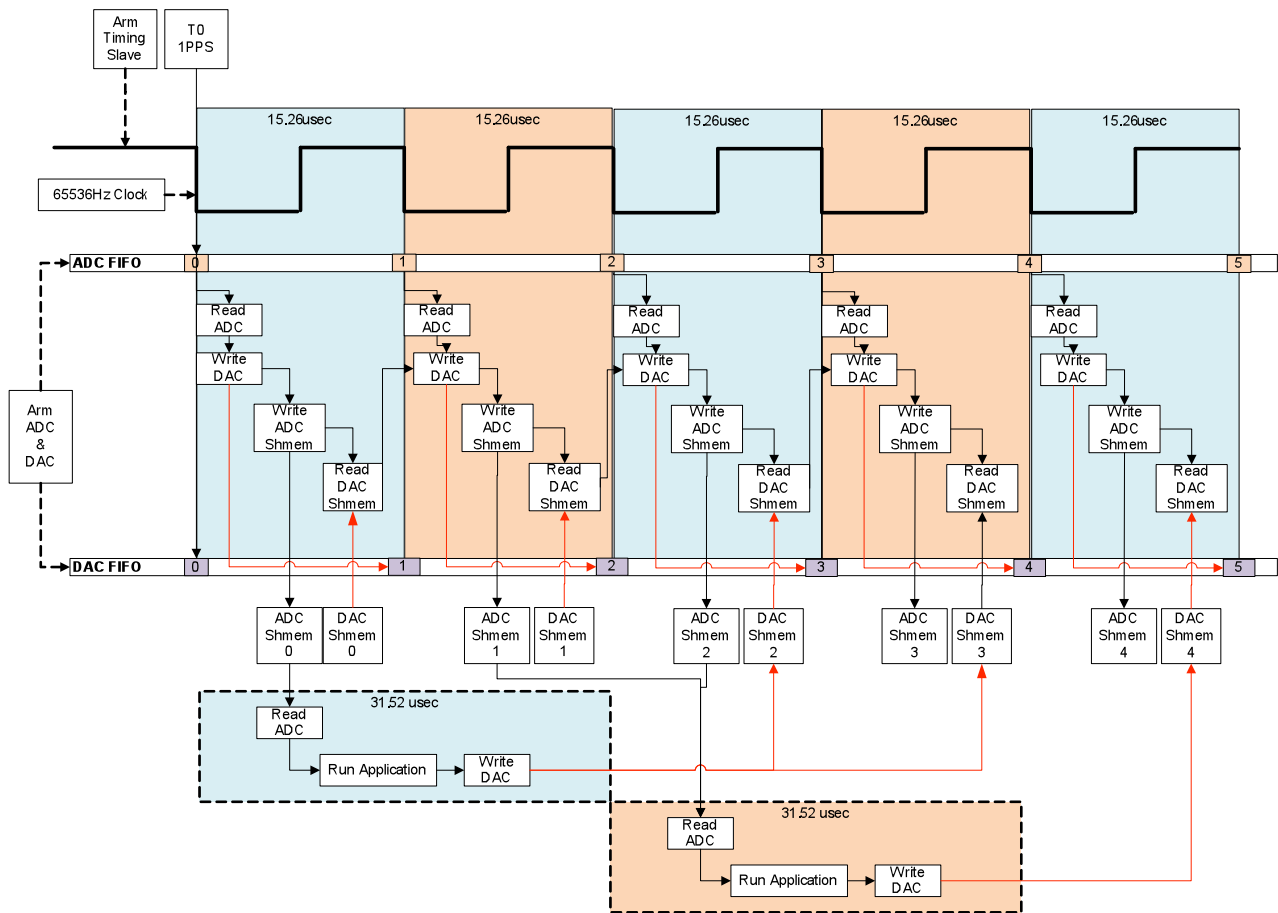 Arm
Timing
Slave
T0
1PPS
15.26usec
15.26usec
15.26usec
15.26usec
15.26usec
65536Hz Clock
ADC FIFO
0
1
2
3
4
5
Read
ADC
Read
ADC
Read
ADC
Read
ADC
Read
ADC
Write
DAC
Write
DAC
Write
DAC
Write
DAC
Write
DAC
Arm
ADC
&
DAC
Write
ADC
Shmem
Write
ADC
Shmem
Write
ADC
Shmem
Write
ADC
Shmem
Write
ADC
Shmem
Read
DAC
Shmem
Read
DAC
Shmem
Read
DAC
Shmem
Read
DAC
Shmem
Read
DAC
Shmem
DAC FIFO
0
1
2
3
4
5
ADC
Shmem
0
DAC
Shmem
0
ADC
Shmem
1
DAC
Shmem
1
ADC
Shmem
2
DAC
Shmem
2
ADC
Shmem
3
DAC
Shmem
3
ADC
Shmem
4
DAC
Shmem
4
31.52 usec
Read
ADC
Run Application
Write
DAC
31.52 usec
Read
ADC
Run Application
Write
DAC